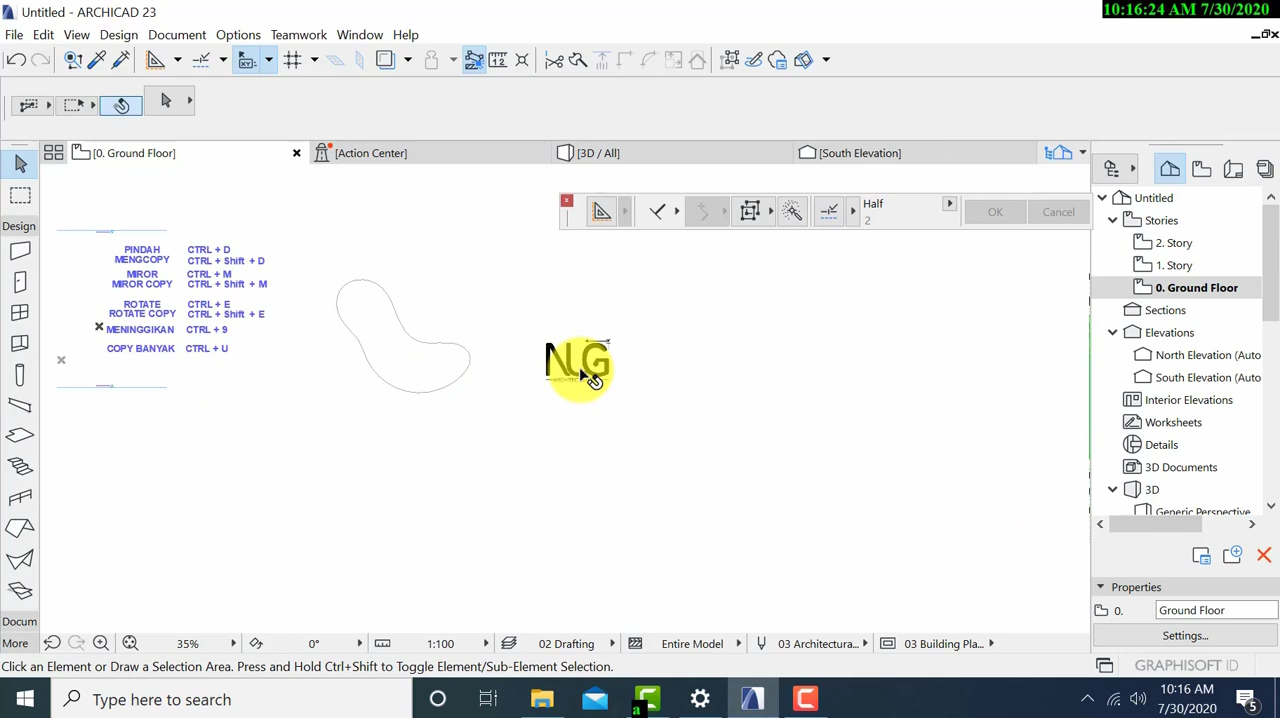 Untitled - ARCHICAD 23
10:16:24 AM 7/30/2020
File Edit View Design Document Options Teamwork Window Help
[0. Ground Floor]
[Action Center]
[3D / All]
[South Elevation]
Half
2
OK
Cancel
Design
PINDAH CTRL + D
MENGCOPY CTRL + Shift + D
MIROR CTRL + M
MIROR COPY CTRL + Shift + M
ROTATE CTRL + E
ROTATE COPY CTRL + Shift + E
MENINGGIKAN CTRL + 9
COPY BANYAK CTRL + U
NLG
Untitled
Stories
2. Story
1. Story
0. Ground Floor
Sections
Elevations
North Elevation (Auto
South Elevation (Auto
Interior Elevations
Worksheets
Details
3D Documents
3D
Generic Perspective
Properties
0. Ground Floor
Settings...
Docum
More
35%
0°
1:100
02 Drafting
Entire Model
03 Architectura...
03 Building Pla...
Click an Element or Draw a Selection Area. Press and Hold Ctrl+Shift to Toggle Element/Sub-Element Selection.
GRAPHISOFT ID
Type here to search
a
10:16 AM
7/30/2020
5